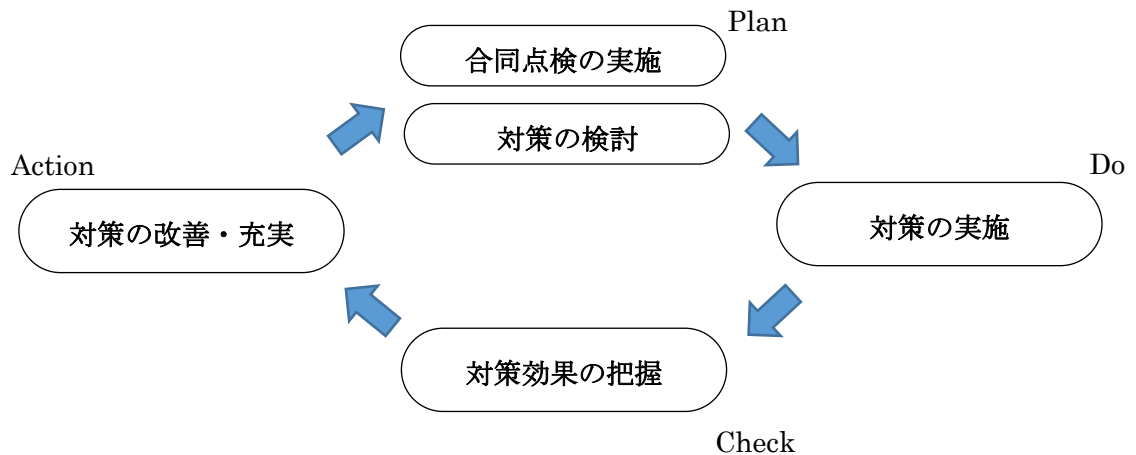 Plan
合同点検の実施
対策の検討
Action
Do
対策の改善・充実
対策の実施
対策効果の把握
Check